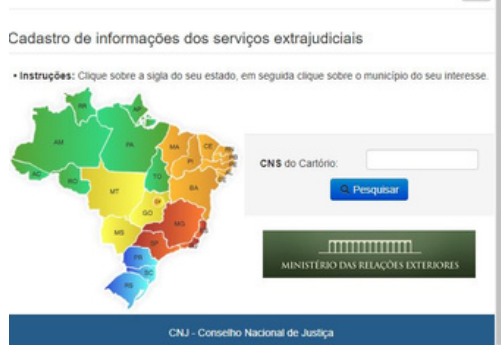 Cadastro de informações dos serviços extrajudiciais
• Instruções: Clique sobre a sigla do seu estado, em seguida clique sobre o município do seu interesse.
RR
AP
AM
PA
MA
CE
PI
AC
RO
TO
BA
MT
DF
GO
MG
MS
SP
PR
SC
RS
CNS do Cartório:
Pesquisar
MINISTÉRIO DAS RELAÇÕES EXTERIORES
CNJ - Conselho Nacional de Justiça